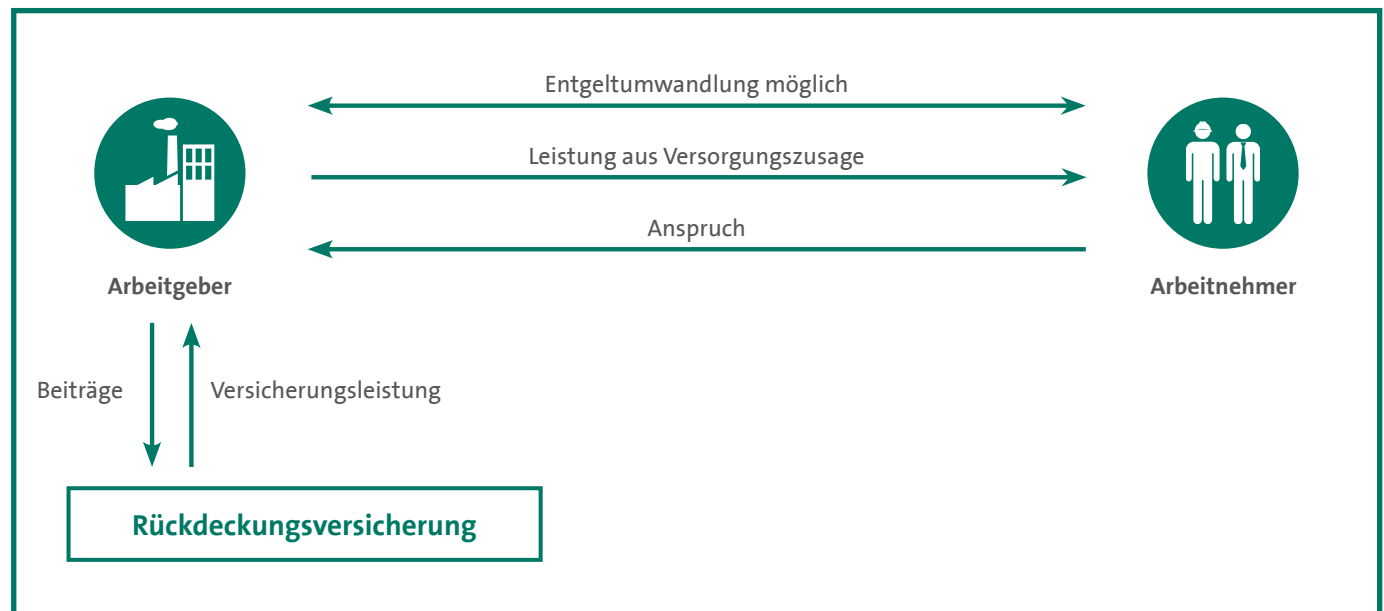 Entgeltumwandlung möglich
Leistung aus Versorgungszusage
Anspruch
Arbeitgeber
Arbeitnehmer
Beiträge
Versicherungsleistung
Rückdeckungsversicherung